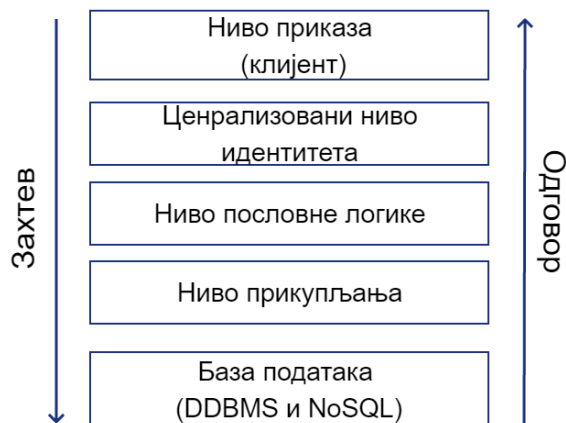 Ниво приказа
(клијент)
Ценрализовани ниво
идентитета
Ниво пословне логике
Ниво прикупљања
База података
(DDBMS и NoSQL)
Захтев
Одговор